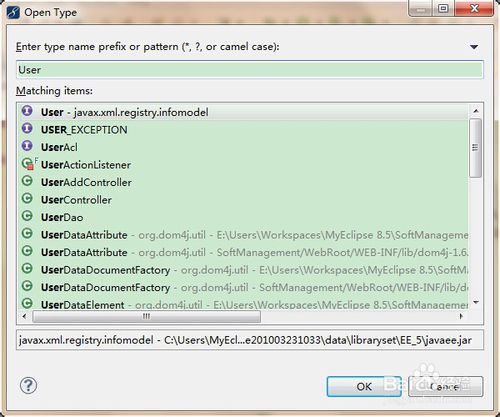 Open Type
Enter type name prefix or pattern (*, ?, or camel case):
User
Matching items:
User - javax.xml.registry.infomodel
USER_EXCEPTION
UserAcl
UserActionListener
UserAddController
UserController
UserDao
UserDataAttribute - org.dom4j.util - E:\Users\Workspaces\MyEclipse 8.5\SoftManageme
UserDataAttribute - org.dom4j.util - SoftManagement/WebRoot/WEB-INF/lib/dom4j-1.6.
UserDataDocumentFactory - org.dom4j.util - E:\Users\Workspaces\MyEclipse 8.5\
UserDataDocumentFactory - org.dom4j.util - SoftManagement/WebRoot/WEB-INF/lib/d
UserDataElement - org.dom4j.util - E:\Users\Workspaces\MyEclipse 8.5\SoftManageme
javax.xml.registry.infomodel - C:\Users\MyEcl...e201003231033\data\libraryset\EE_5\javaee.jar
OK
Cancel
Baidu 经验